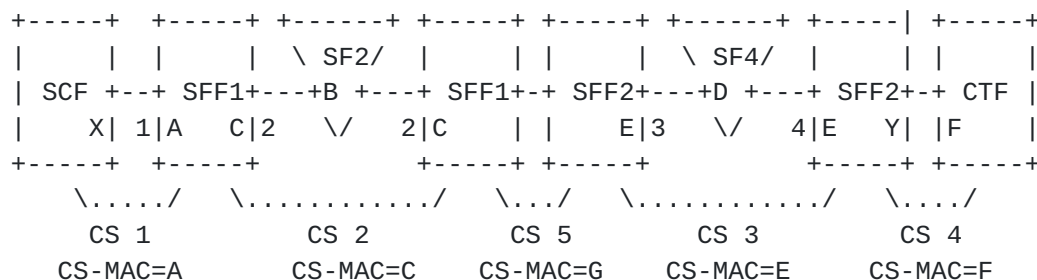 +-----+  +-----+  +------+  +-----+ +-----+  +------+  +-----| +-----+
|     |  |     |   \ SF2/   |     | |     |   \ SF4/   |     | |     |
| SCF +--+ SFF1+---+B +---+ SFF1+-+ SFF2+---+D +---+ SFF2+-+ CTF |
|    X| 1|A   C|2   \/   2|C    | |    E|3   \/   4|E   Y| |F    |
+-----+  +-----+          +-----+ +-----+          +-----+ +-----+
\...../   \............/   \.../   \............/   \..../
CS 1        CS 2          CS 5        CS 3          CS 4
CS-MAC=A       CS-MAC=C     CS-MAC=G    CS-MAC=E      CS-MAC=F